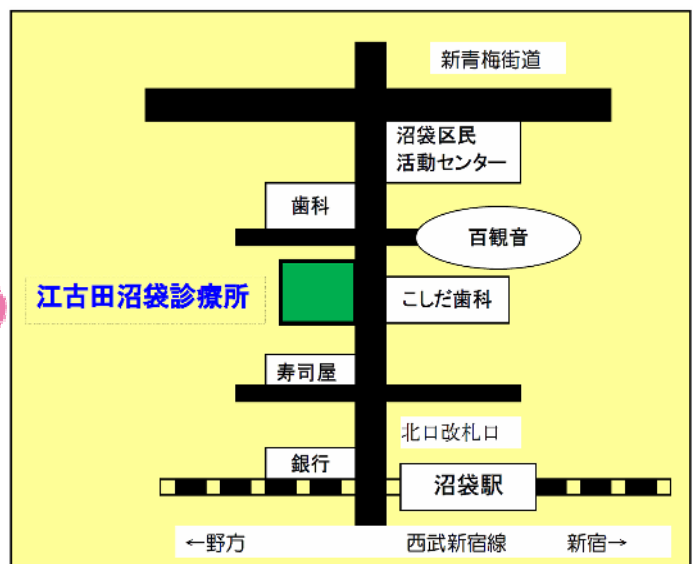 新青梅街道
沼袋区民
活動センター
歯科
百観音
江古田沼袋診療所
こしだ歯科
寿司屋
北口改札口
銀行
沼袋駅
←野方
西武新宿線
新宿→